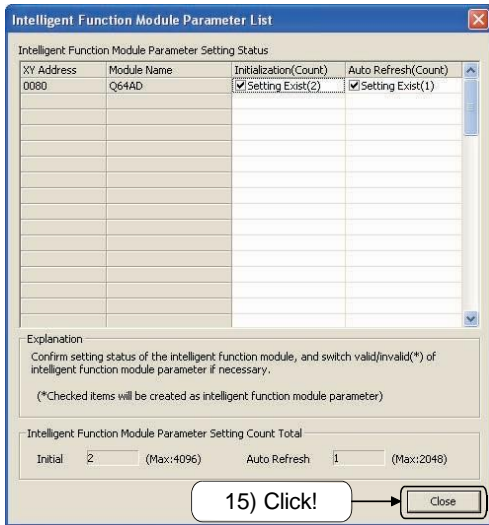 Intelligent Function Module Parameter List
Intelligent Function Module Parameter Setting Status
XY Address Module Name Initialization(Count) Auto Refresh(Count)
0080 Q64AD Setting Exist(2) Setting Exist(1)
Explanation
Confirm setting status of the intelligent function module, and switch valid/invalid(*) of
intelligent function module parameter if necessary.
(*Checked items will be created as intelligent function module parameter)
Intelligent Function Module Parameter Setting Count Total
Initial 2 (Max:4096) Auto Refresh 1 (Max:2048)
15) Click! Close